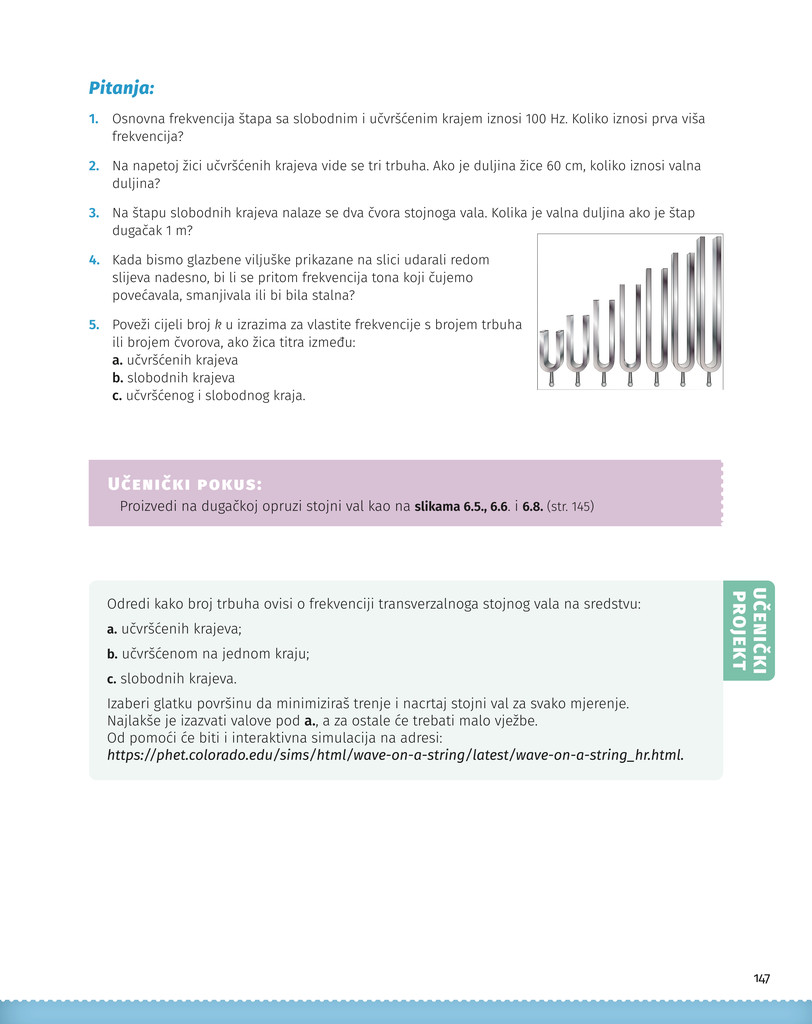 Pitanja:
1. Osnovna frekvencija štapa sa slobodnim i učvršćenim krajem iznosi 100 Hz. Koliko iznosi prva viša
frekvencija?
2. Na napetoj žici učvršćenih krajeva vide se tri trbuha. Ako je duljina žice 60 cm, koliko iznosi valna
duljina?
3. Na štapu slobodnih krajeva nalaze se dva čvora stojnoga vala. Kolika je valna duljina ako je štap
dugačak 1 m?
4. Kada bismo glazbene viljuške prikazane na slici udarali redom
slijeva nadesno, bi li se pritom frekvencija tona koji čujemo
povećavala, smanjivala ili bi bila stalna?
5. Poveži cijeli broj k u izrazima za vlastite frekvencije s brojem trbuha
ili brojem čvorova, ako žica titra između:
a. učvršćenih krajeva
b. slobodnih krajeva
c. učvršćenog i slobodnog kraja.
Učenički pokus:
Proizvedi na dugačkoj opruzi stojni val kao na slikama 6.5., 6.6. i 6.8. (str. 145)
UČENIČKI
PROJEKT
Odredi kako broj trbuha ovisi o frekvenciji transverzalnoga stojnog vala na sredstvu:
a. učvršćenih krajeva;
b. učvršćenom na jednom kraju;
c. slobodnih krajeva.
Izaberi glatku površinu da minimiziraš trenje i nacrtaj stojni val za svako mjerenje.
Najlakše je izazvati valove pod a., a za ostale će trebati malo vježbe.
Od pomoći će biti i interaktivna simulacija na adresi:
https://phet.colorado.edu/sims/html/wave-on-a-string/latest/wave-on-a-string_hr.html.
147